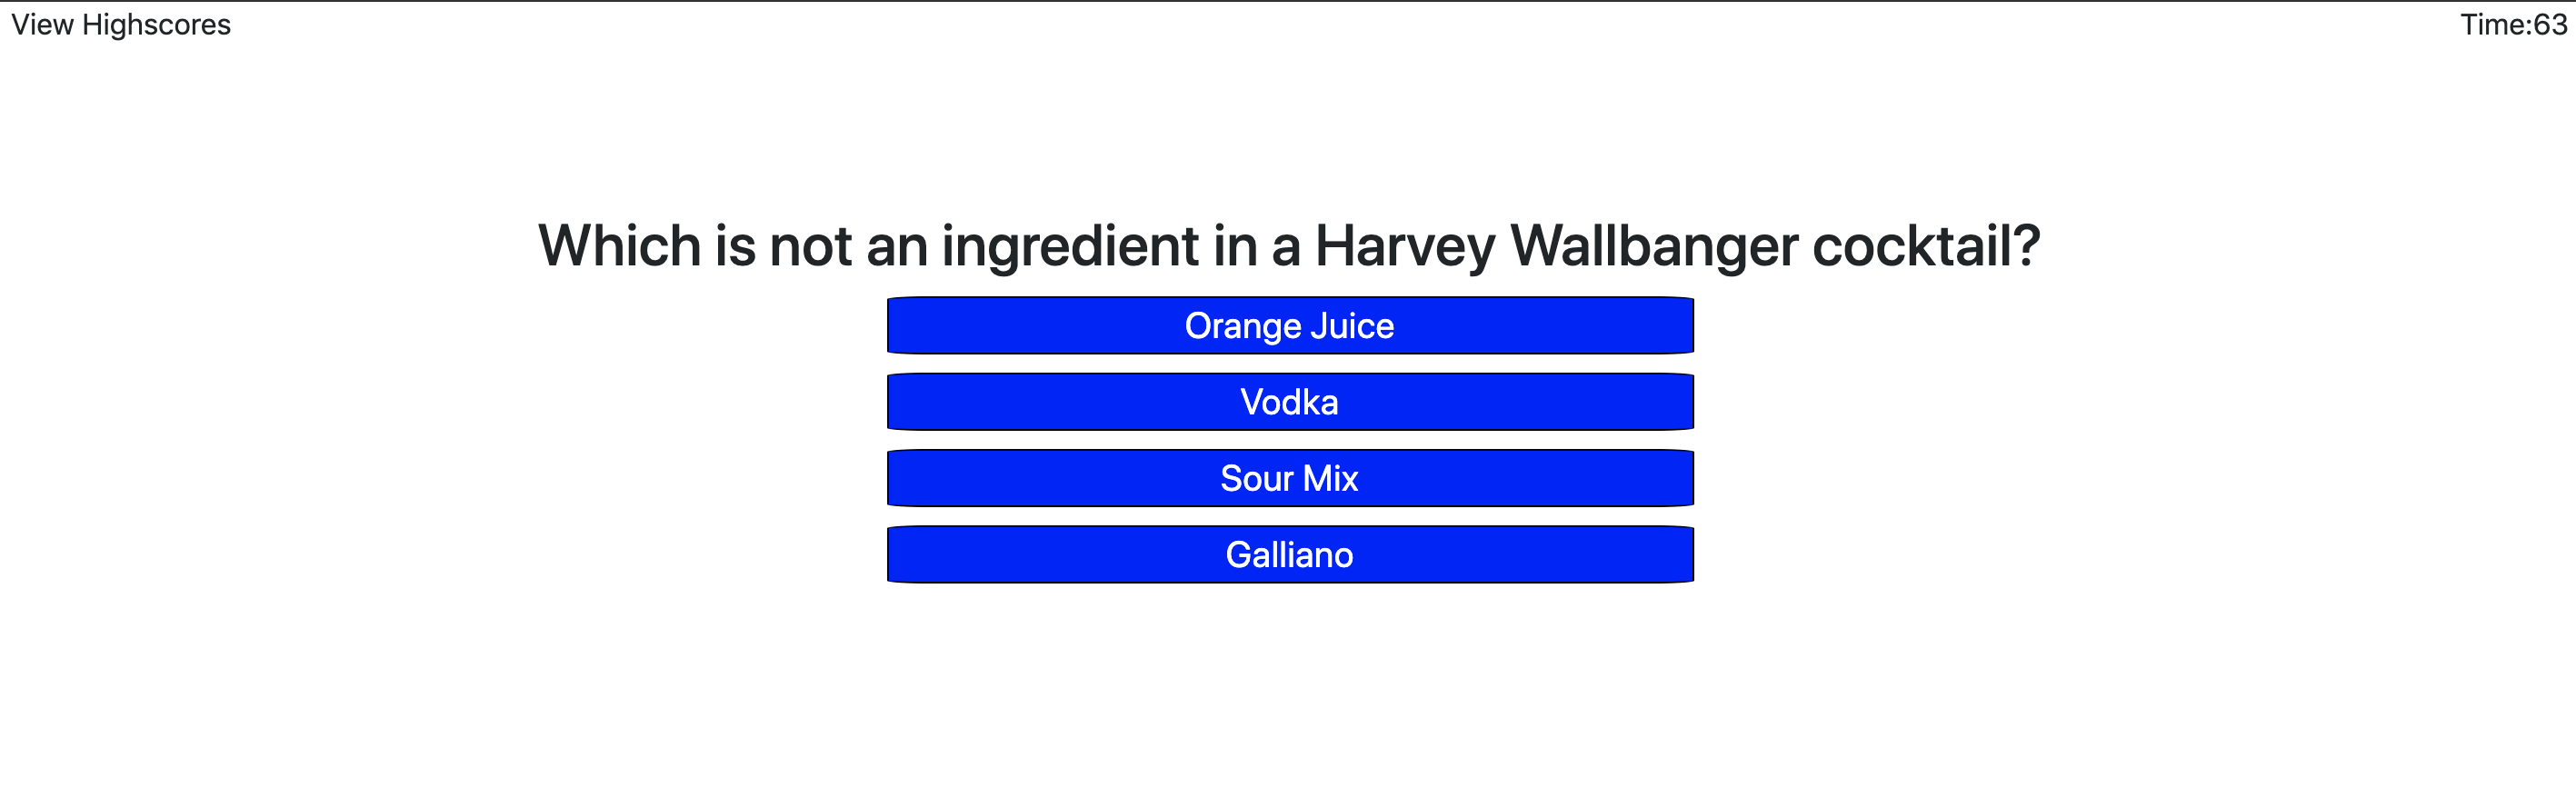 View Highscores
Time:63
Which is not an ingredient in a Harvey Wallbanger cocktail?
Orange Juice
Vodka
Sour Mix
Galliano